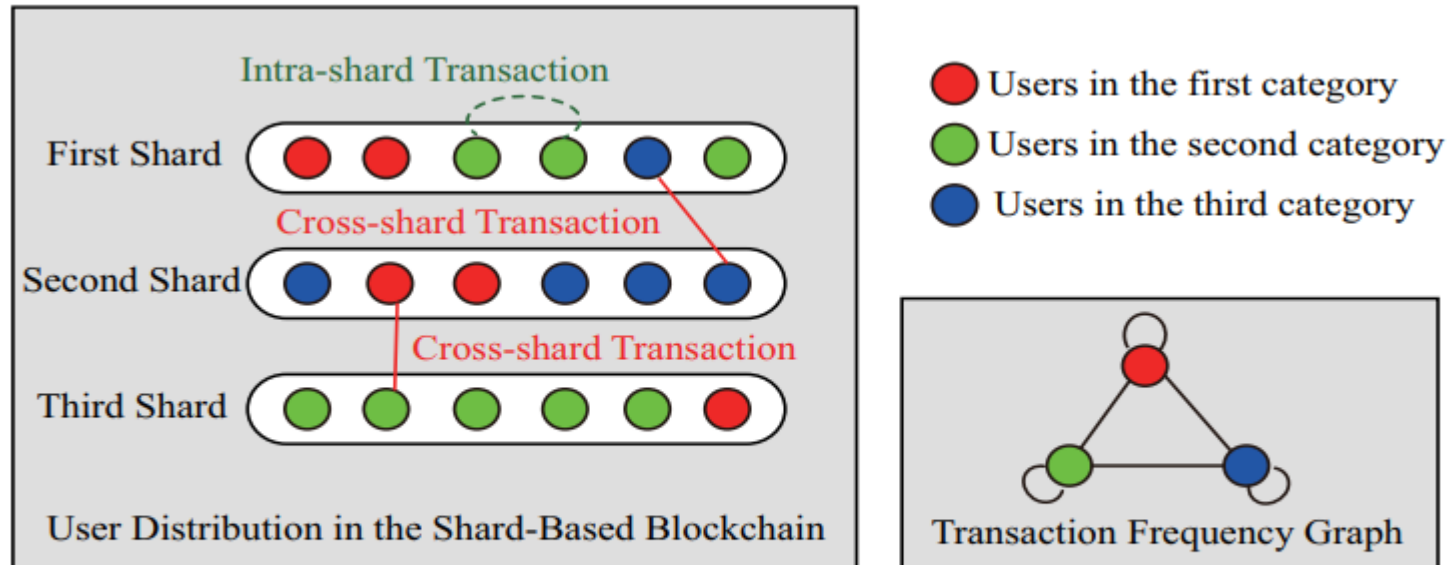 Intra-shard Transaction
First Shard
Cross-shard Transaction
Second Shard
Cross-shard Transaction
Third Shard
User Distribution in the Shard-Based Blockchain
Users in the first category
Users in the second category
Users in the third category
Transaction Frequency Graph